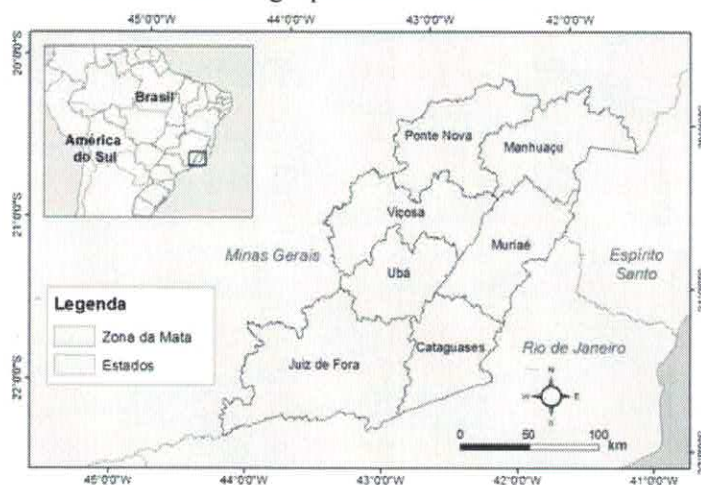 45°0'0"W 44°0'0"W 43°0'0"W 42°0'0"W
20°0'0"S
Brasil
América
do Sul
Ponte Nova
Manhuaçu
21°0'0"S
Viçosa
Minas Gerais
Muriaé
Espírito
Santo
Ubá
Legenda
Zona da Mata
Estados
Juiz de Fora
Cataguases
Rio de Janeiro
22°0'0"S
N
W E
S
0 50 100
km
45°0'0"W 44°0'0"W 43°0'0"W 42°0'0"W 41°0'0"W